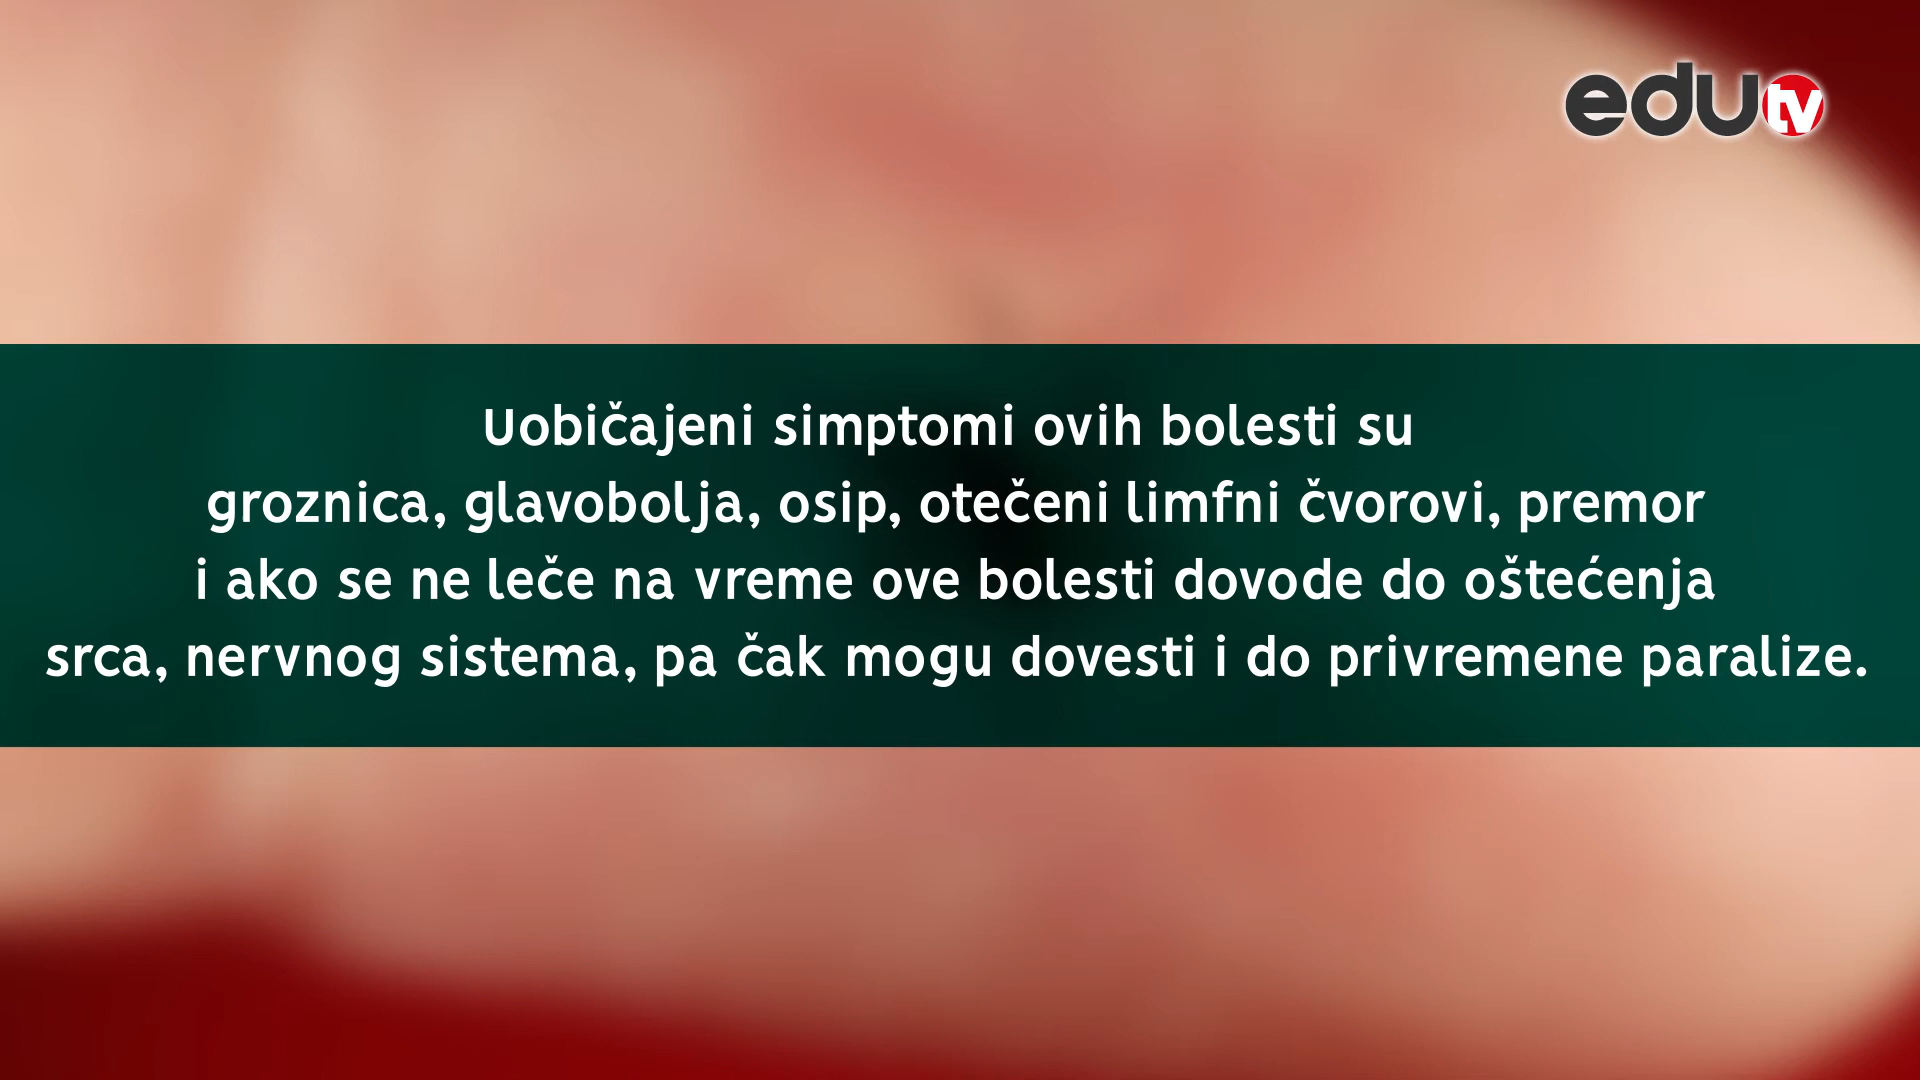 edutv
Uobičajeni simptomi ovih bolesti su
groznica, glavobolja, osip, otečeni limfni čvorovi, premor
i ako se ne leče na vreme ove bolesti dovode do oštećenja
srca, nervnog sistema, pa čak mogu dovesti i do privremene paralize.